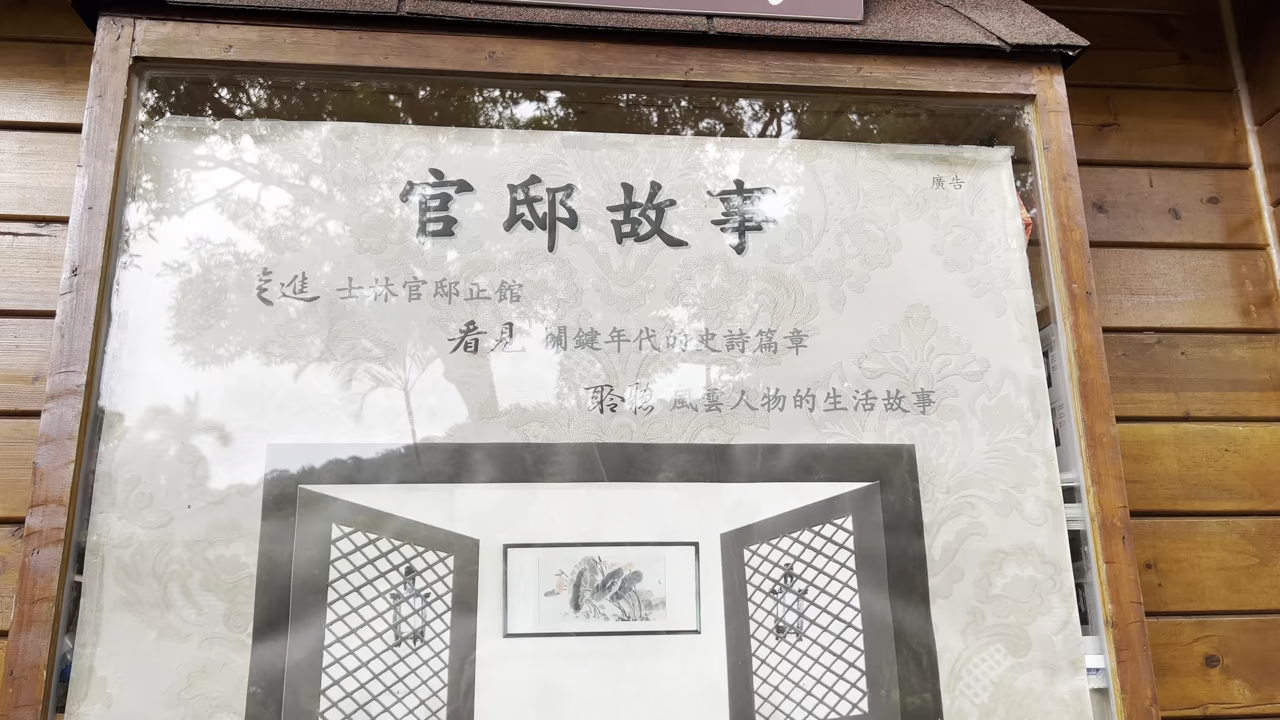 官邸故事
廣告
走進 士林官邸正館
看見 關鍵年代的史詩篇章
聆聽 風雲人物的生活故事